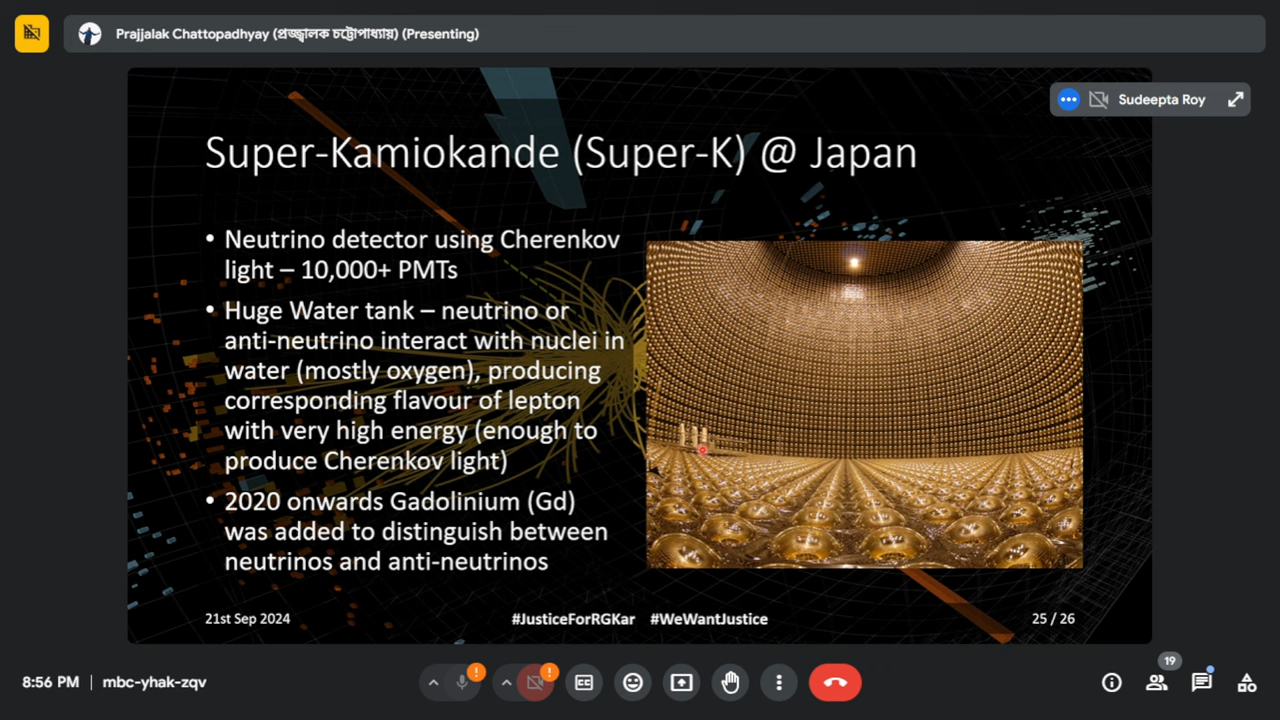 Prajjalak Chattopadhyay (প্রজ্জ্বালক চট্টোপাধ্যায়) (Presenting)
Sudeepta Roy
Super-Kamiokande (Super-K) @ Japan
• Neutrino detector using Cherenkov
light – 10,000+ PMTs
• Huge Water tank – neutrino or
anti-neutrino interact with nuclei in
water (mostly oxygen), producing
corresponding flavour of lepton
with very high energy (enough to
produce Cherenkov light)
• 2020 onwards Gadolinium (Gd)
was added to distinguish between
neutrinos and anti-neutrinos
21st Sep 2024 #JusticeForRGKar #WeWantJustice 25 / 26
8:56 PM | mbc-yhak-zqv
19